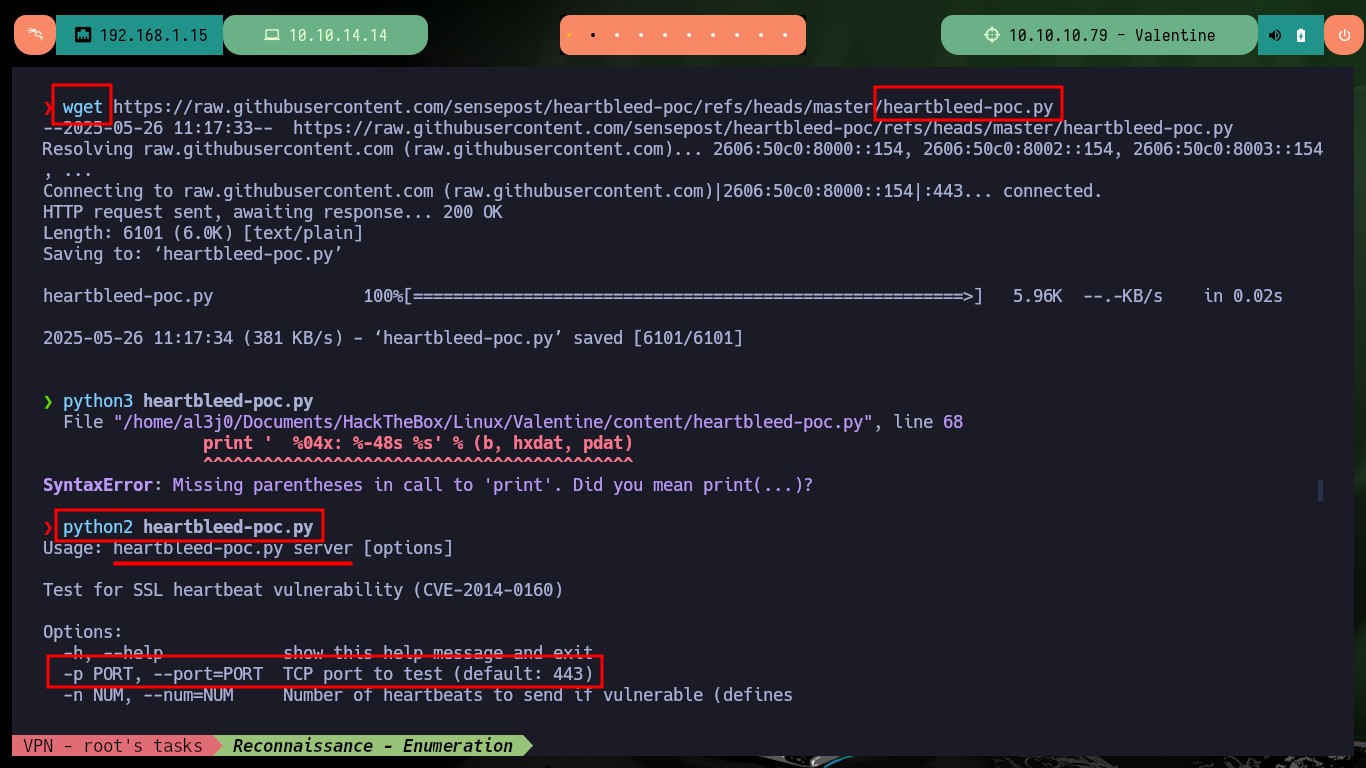 192.168.1.15
10.10.14.14
10.10.10.79 - Valentine
❯ wget https://raw.githubusercontent.com/sensepost/heartbleed-poc/refs/heads/master/heartbleed-poc.py
--2025-05-26 11:17:33--  https://raw.githubusercontent.com/sensepost/heartbleed-poc/refs/heads/master/heartbleed-poc.py
Resolving raw.githubusercontent.com (raw.githubusercontent.com)... 2606:50c0:8000::154, 2606:50c0:8002::154, 2606:50c0:8003::154
, ...
Connecting to raw.githubusercontent.com (raw.githubusercontent.com)|2606:50c0:8000::154|:443... connected.
HTTP request sent, awaiting response... 200 OK
Length: 6101 (6.0K) [text/plain]
Saving to: ‘heartbleed-poc.py’
heartbleed-poc.py               100%[=======================================================>]   5.96K  --.-KB/s    in 0.02s
2025-05-26 11:17:34 (381 KB/s) - ‘heartbleed-poc.py’ saved [6101/6101]
❯ python3 heartbleed-poc.py
File "/home/al3j0/Documents/HackTheBox/Linux/Valentine/content/heartbleed-poc.py", line 68
print '  %04x: %-48s %s' % (b, hxdat, pdat)
^^^^^^^^^^^^^^^^^^^^^^^^^^^^^^^^^^^^^^^^^^^
SyntaxError: Missing parentheses in call to 'print'. Did you mean print(...)?
❯ python2 heartbleed-poc.py
Usage: heartbleed-poc.py server [options]
Test for SSL heartbeat vulnerability (CVE-2014-0160)
Options:
-h, --help            show this help message and exit
-p PORT, --port=PORT  TCP port to test (default: 443)
-n NUM, --num=NUM     Number of heartbeats to send if vulnerable (defines
VPN - root's tasks
Reconnaissance - Enumeration